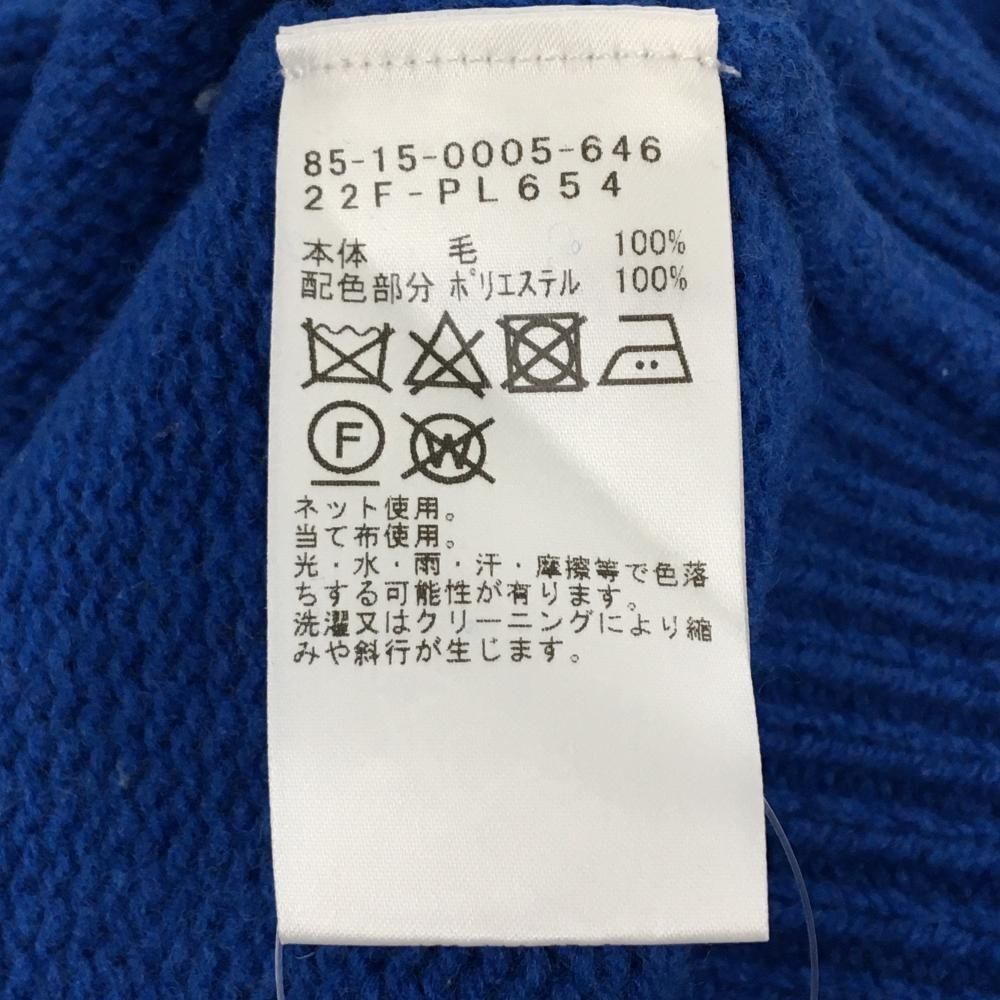 85-15-0005-646
22F-PL654
本体 毛 100%
配色部分 ポリエステル 100%
F
W
ネット使用。
当て布使用。
光・水・雨・汗・摩擦等で色落
ちする可能性が有ります。
洗濯又はクリーニングにより縮
みや斜行が生じます。